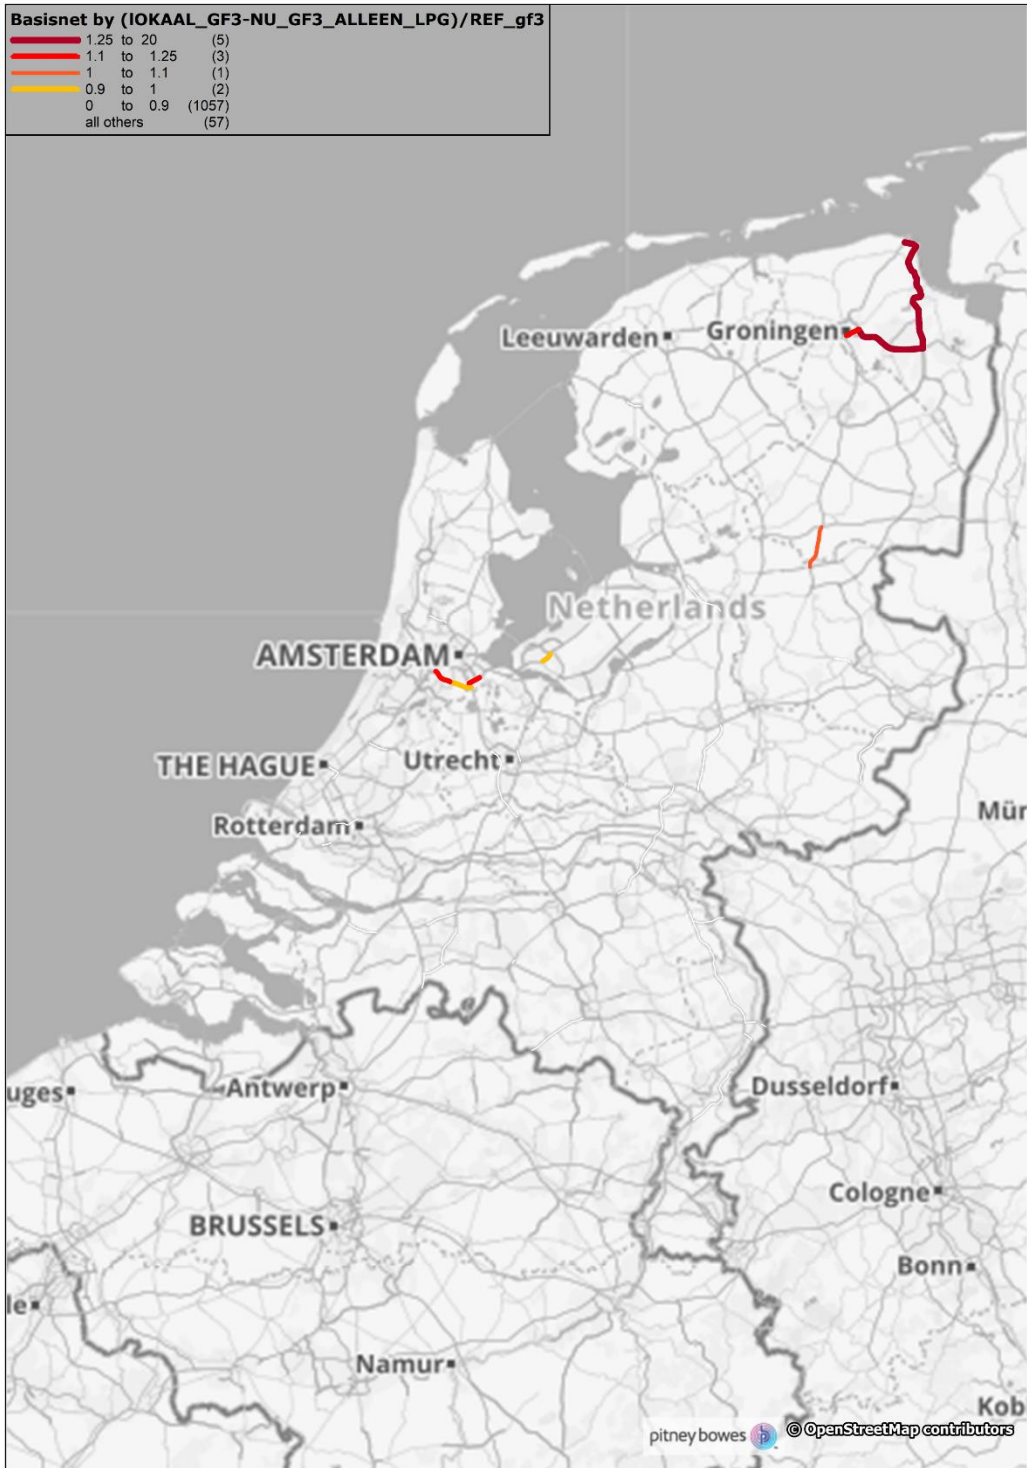 Basisnet by (lOKAAL_GF3-NU_GF3_ALLEEN_LPG)/REF_gf3
1.25 to 20 (5)
1.1 to 1.25 (3)
1 to 1.1 (1)
0.9 to 1 (2)
0 to 0.9 (1057)
all others (57)
Leeuwarden
Groningen
Netherlands
AMSTERDAM
THE HAGUE
Utrecht
Rotterdam
Mür
uges
Antwerp
Dusseldorf
Cologne
BRUSSELS
Bonn
le
Namur
Kob
pitney bowes © OpenStreetMap contributors